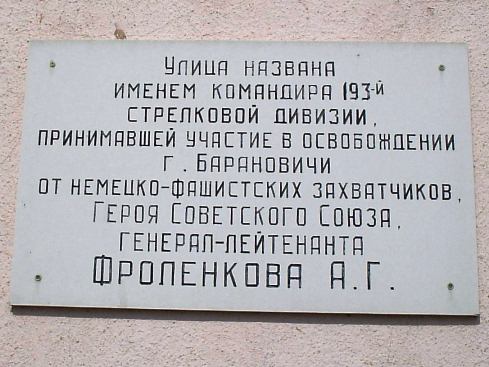 Улица названа
именем командира 193-й
стрелковой дивизии,
принимавшей участие в освобождении
г. Барановичи
от немецко-фашистских захватчиков,
Героя Советского Союза,
генерал-лейтенанта
Фроленкова А.Г.